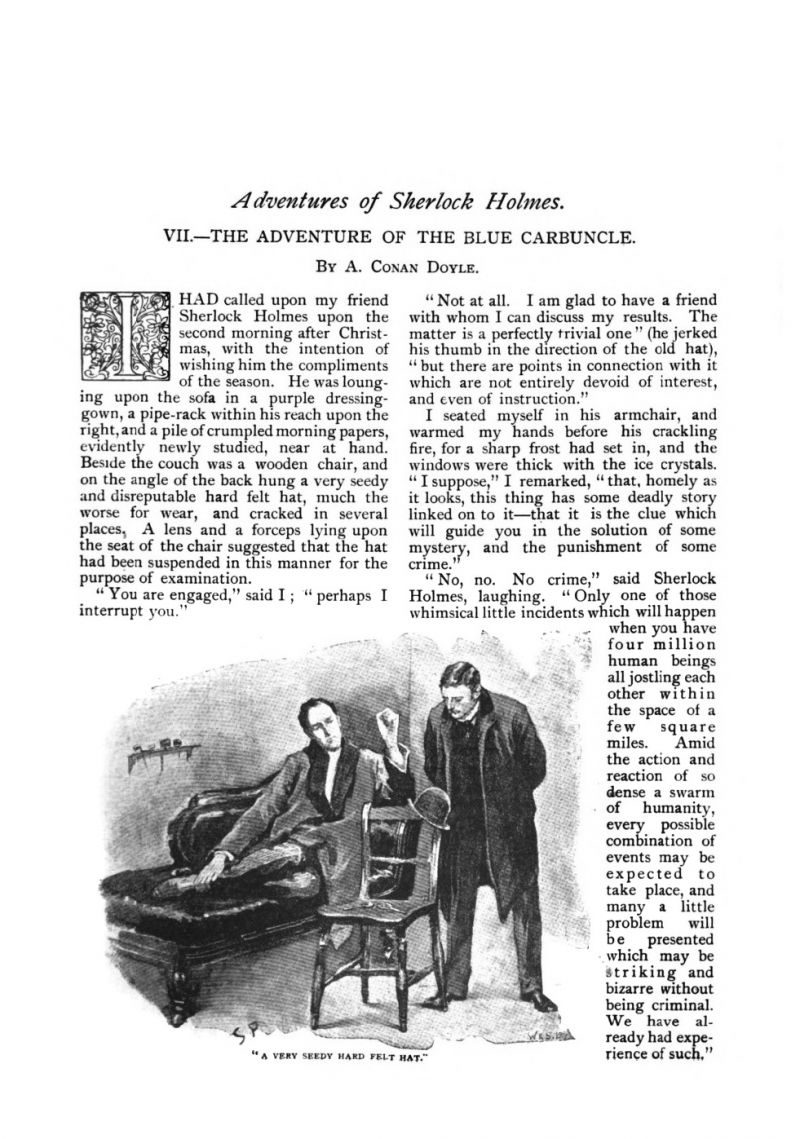 Adventures of Sherlock Holmes.
VII.—THE ADVENTURE OF THE BLUE CARBUNCLE.
BY A. CONAN DOYLE.
I HAD called upon my friend
Sherlock Holmes upon the
second morning after Christ-
mas, with the intention of
wishing him the compliments
of the season. He was loung-
ing upon the sofa in a purple dressing-
gown, a pipe-rack within his reach upon the
right, and a pile of crumpled morning papers,
evidently newly studied, near at hand.
Beside the couch was a wooden chair, and
on the angle of the back hung a very seedy
and disreputable hard felt hat, much the
worse for wear, and cracked in several
places. A lens and a forceps lying upon
the seat of the chair suggested that the hat
had been suspended in this manner for the
purpose of examination.
"You are engaged," said I; "perhaps I
interrupt you."
"Not at all. I am glad to have a friend
with whom I can discuss my results. The
matter is a perfectly trivial one" (he jerked
his thumb in the direction of the old hat),
"but there are points in connection with it
which are not entirely devoid of interest,
and even of instruction."
I seated myself in his armchair, and
warmed my hands before his crackling
fire, for a sharp frost had set in, and the
windows were thick with the ice crystals.
"I suppose," I remarked, "that, homely as
it looks, this thing has some deadly story
linked on to it—that it is the clue which
will guide you in the solution of some
mystery, and the punishment of some
crime."
"No, no. No crime," said Sherlock
Holmes, laughing. "Only one of those
whimsical little incidents which will happen
when you have
four million
human beings
all jostling each
other within
the space of a
few square
miles. Amid
the action and
reaction of so
dense a swarm
of humanity,
every possible
combination of
events may be
expected to
take place, and
many a little
problem will
be presented
which may be
striking and
bizarre without
being criminal.
We have al-
ready had expe-
rience of such."
SP
"A VERY SEEDY HARD FELT HAT."